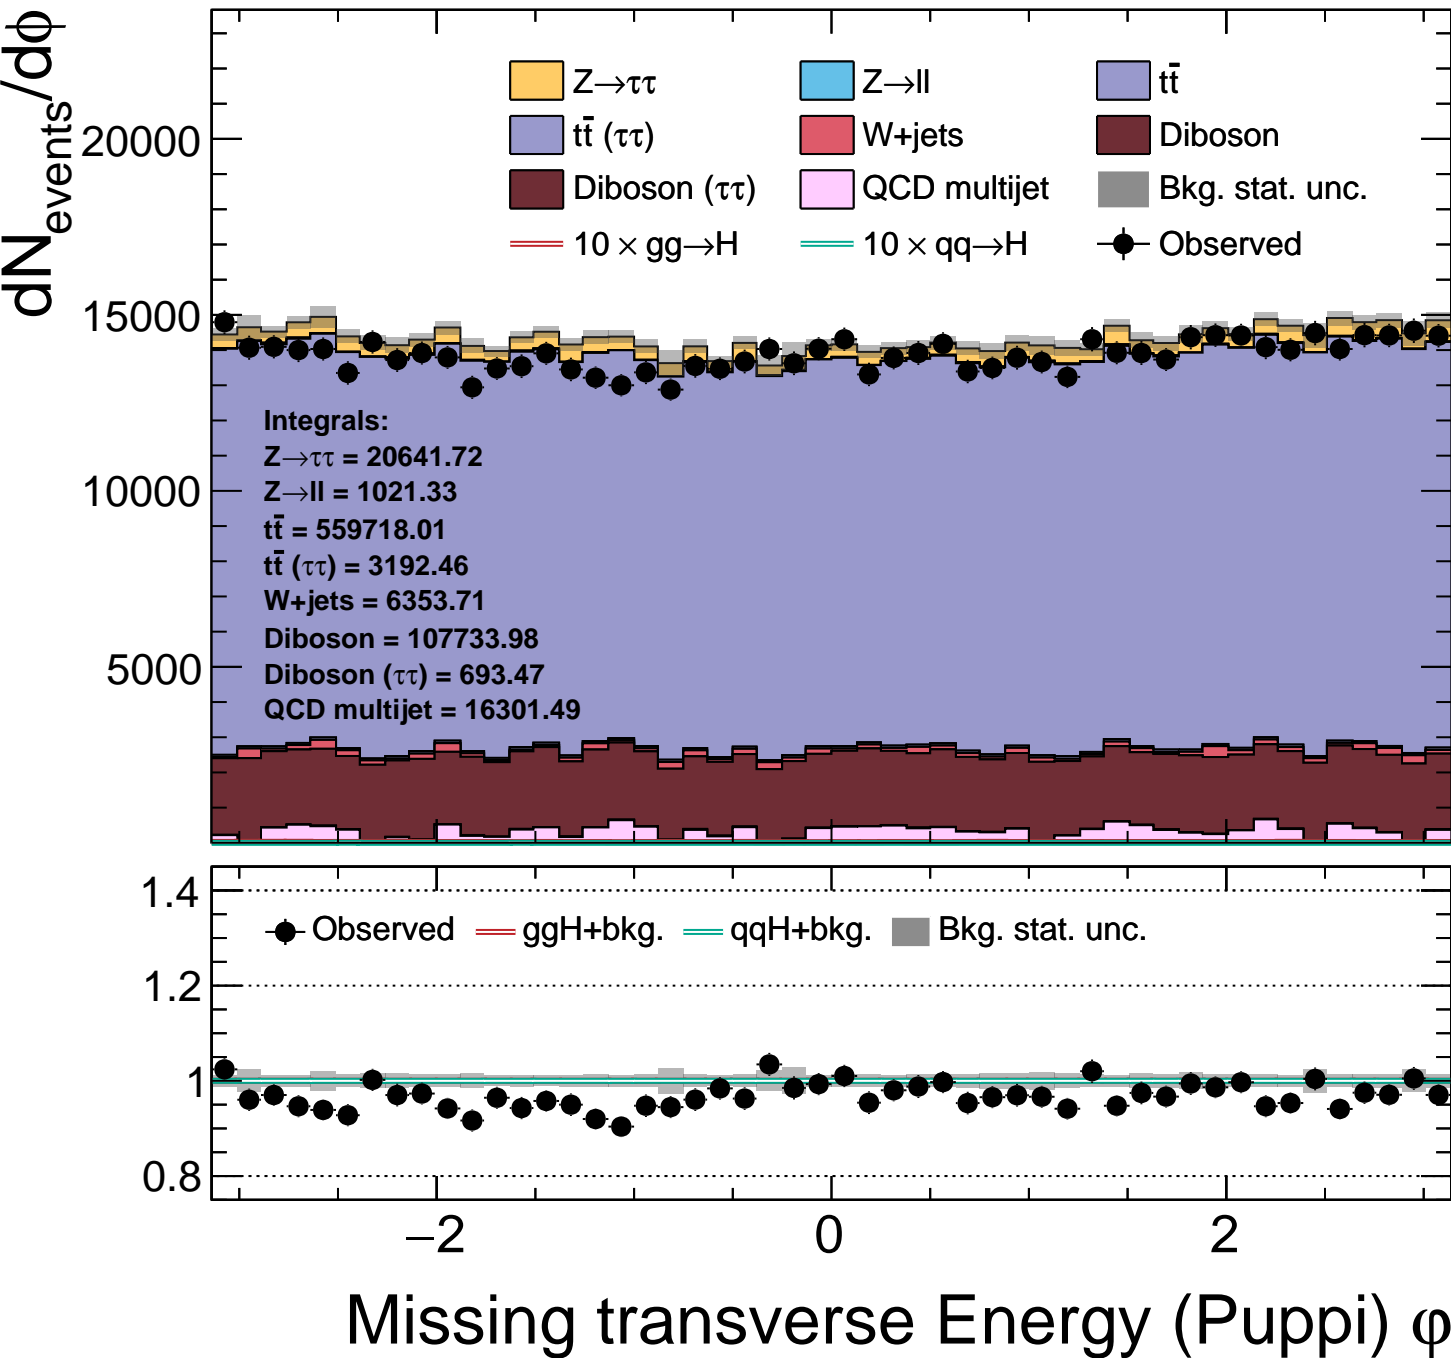 dN_events/dϕ
Z→ττ Z→ll tt̄
tt̄ (ττ) W+jets Diboson
Diboson (ττ) QCD multijet Bkg. stat. unc.
10 × gg→H 10 × qq→H Observed
20000
15000
10000
5000
Integrals:
Z→ττ = 20641.72
Z→ll = 1021.33
tt̄ = 559718.01
tt̄ (ττ) = 3192.46
W+jets = 6353.71
Diboson = 107733.98
Diboson (ττ) = 693.47
QCD multijet = 16301.49
1.4
Observed ggH+bkg. qqH+bkg. Bkg. stat. unc.
1.2
1
0.8
−2 0 2
Missing transverse Energy (Puppi) φ